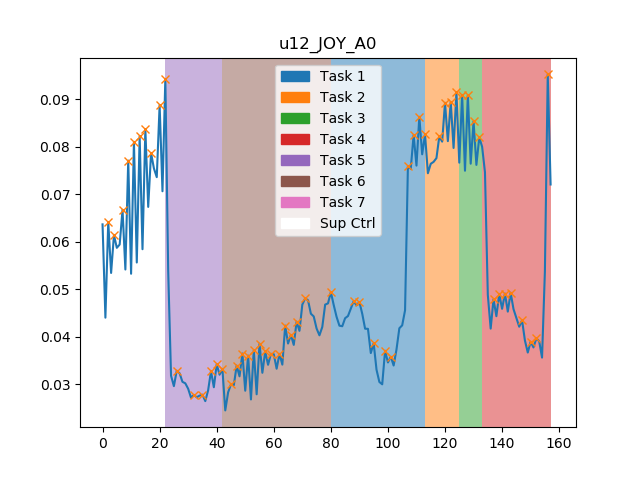 u12_JOY_A0
0.09
0.08
0.07
0.06
0.05
0.04
0.03
Task 1
Task 2
Task 3
Task 4
Task 5
Task 6
Task 7
Sup Ctrl
0 20 40 60 80 100 120 140 160